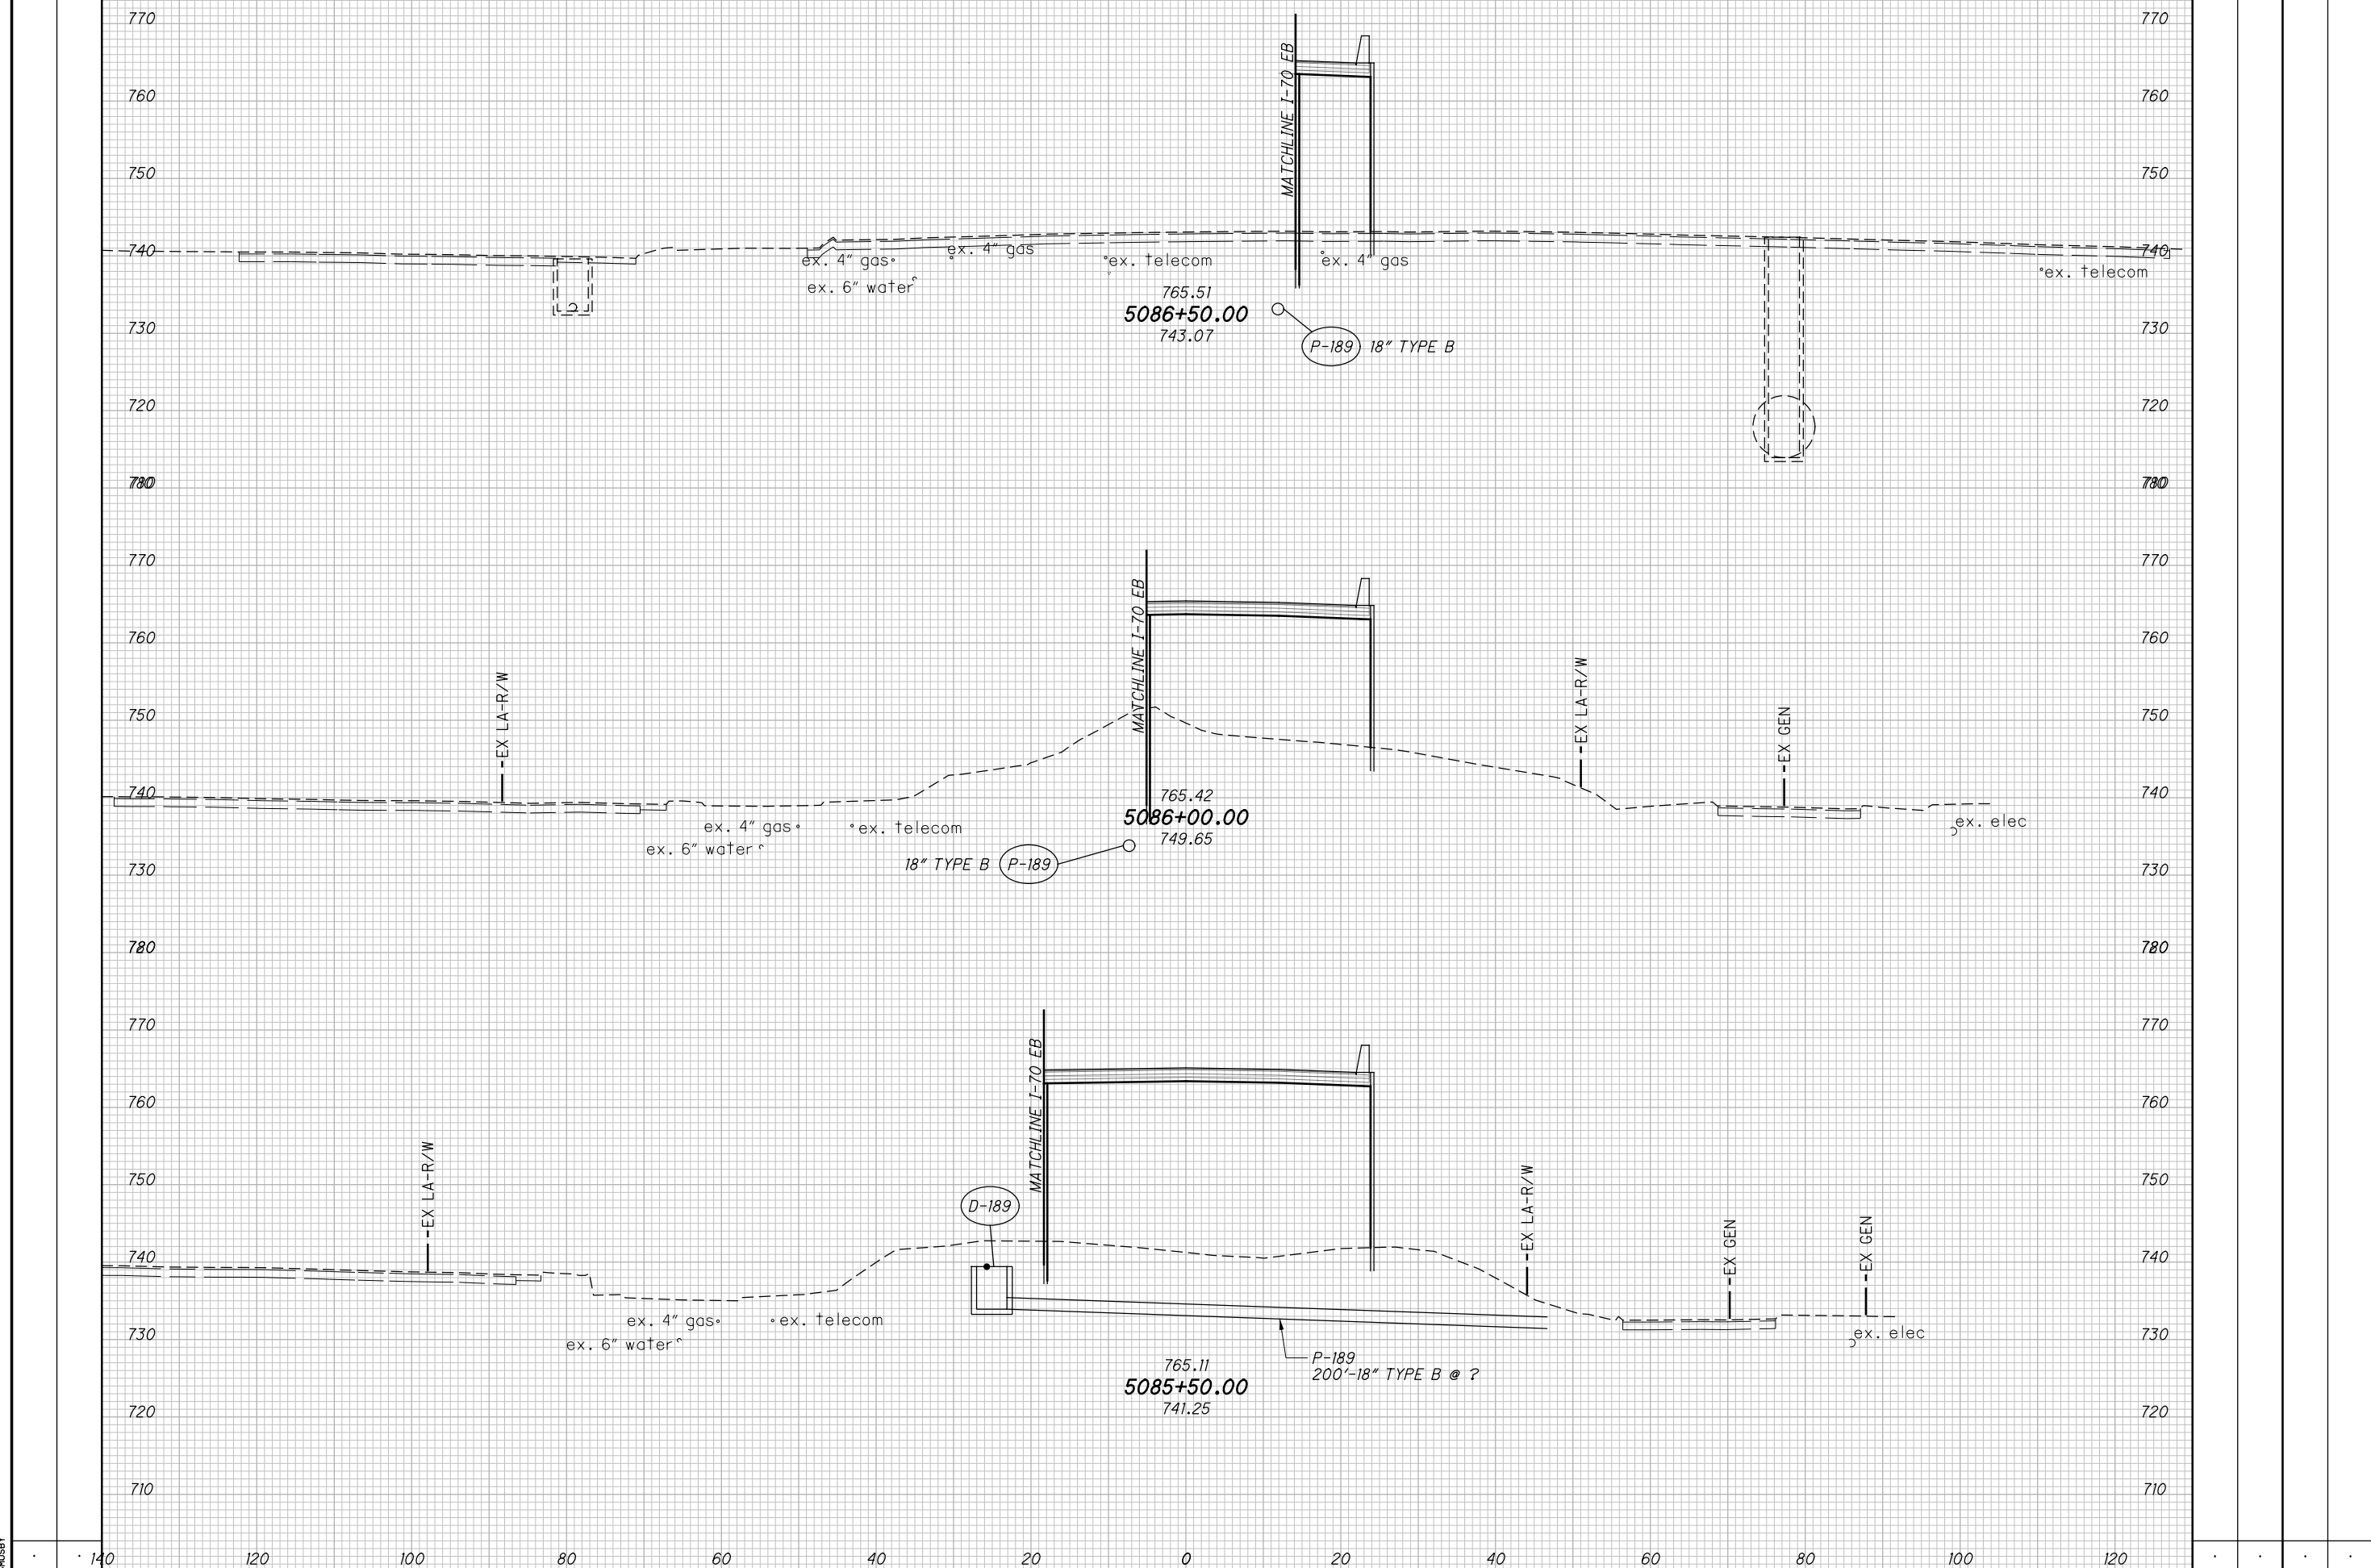 770 770
MATCHLINE I-70 EB
760 760
750 750
740 740
ex. 4" gas
ex. 4" gas
ex. telecom
ex. 4" gas
ex. telecom
ex. 6" water
765.51
5086+50.00
743.07
730 730
P-189 18" TYPE B
720 720
780 780
770 770
MATCHLINE I-70 EB
760 760
EX LA-R/W
EX LA-R/W
750 750
EX GEN
740 740
765.42
5086+00.00
749.65
ex. 4" gas
ex. telecom
ex. elec
ex. 6" water
18" TYPE B P-189
730 730
780 780
770 770
MATCHLINE I-70 EB
760 760
EX LA-R/W
EX LA-R/W
750 750
D-189
EX GEN
EX GEN
740 740
730 730
ex. 4" gas
ex. telecom
ex. elec
ex. 6" water
P-189
200'-18" TYPE B @ ?
765.11
5085+50.00
741.25
720 720
710 710
140 120 100 80 60 40 20 0 20 40 60 80 100 120